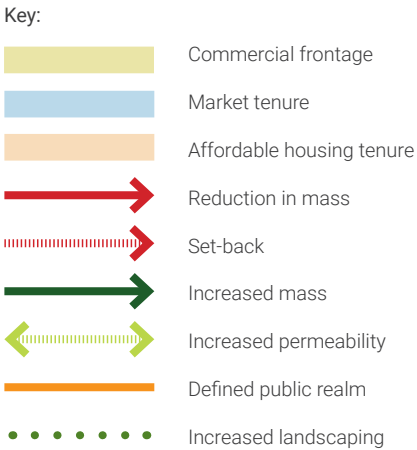 Key:
Commercial frontage
Market tenure
Affordable housing tenure
Reduction in mass
Set-back
Increased mass
Increased permeability
Defined public realm
Increased landscaping